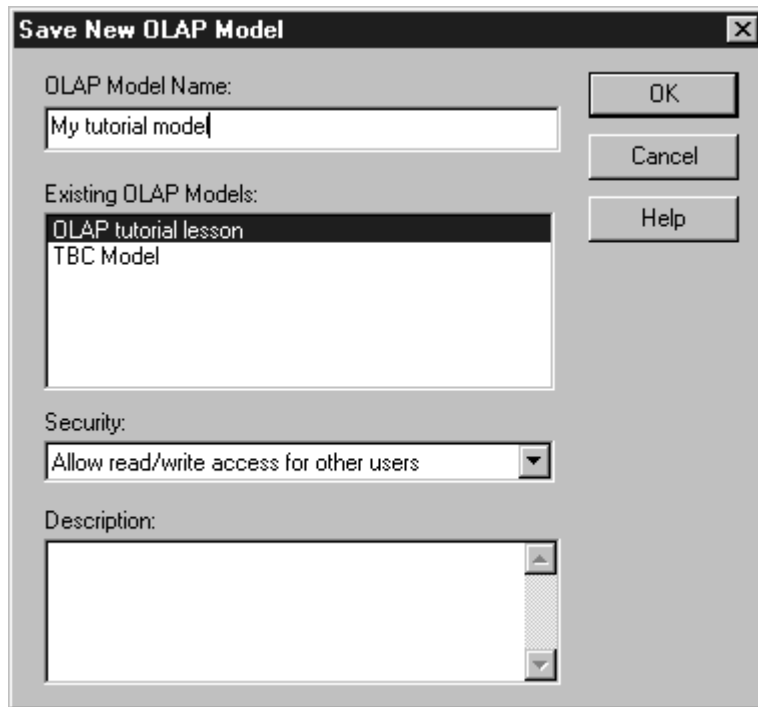 Save New OLAP Model
OLAP Model Name:
My tutorial model
Existing OLAP Models:
OLAP tutorial lesson
TBC Model
Security:
Allow read/write access for other users
Description:
OK
Cancel
Help